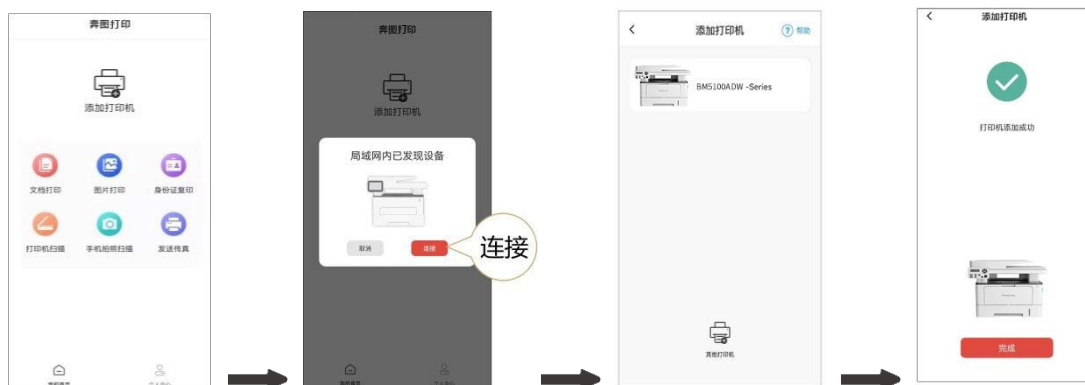 奔图打印
添加打印机
文档打印
图片打印
身份证复印
打印机扫描
手机拍照扫描
发送传真
奔图打印
添加打印机
局域网内已发现设备
取消
连接
连接
添加打印机
帮助
BM5100ADW -Series
其他打印机
添加打印机
打印机添加成功
完成